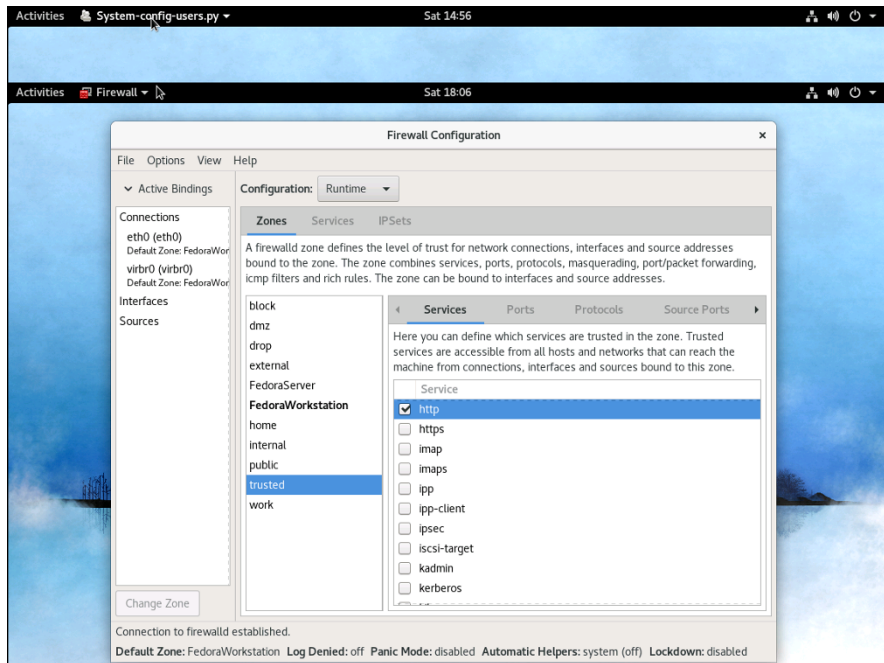 Activities System-config-users.py Sat 14:56
Activities Firewall Sat 18:06
Firewall Configuration
File Options View Help
Active Bindings
Connections
eth0 (eth0)
Default Zone: FedoraWor
virbr0 (virbr0)
Default Zone: FedoraWor
Interfaces
Sources
Change Zone
Configuration: Runtime
Zones Services IPSets
A firewalld zone defines the level of trust for network connections, interfaces and source addresses
bound to the zone. The zone combines services, ports, protocols, masquerading, port/packet forwarding,
icmp filters and rich rules. The zone can be bound to interfaces and source addresses.
block
dmz
drop
external
FedoraServer
FedoraWorkstation
home
internal
public
trusted
work
Services Ports Protocols Source Ports
Here you can define which services are trusted in the zone. Trusted
services are accessible from all hosts and networks that can reach the
machine from connections, interfaces and sources bound to this zone.
Service
http
https
imap
imaps
ipp
ipp-client
ipsec
iscsi-target
kadmin
kerberos
Connection to firewalld established.
Default Zone: FedoraWorkstation Log Denied: off Panic Mode: disabled Automatic Helpers: system (off) Lockdown: disabled